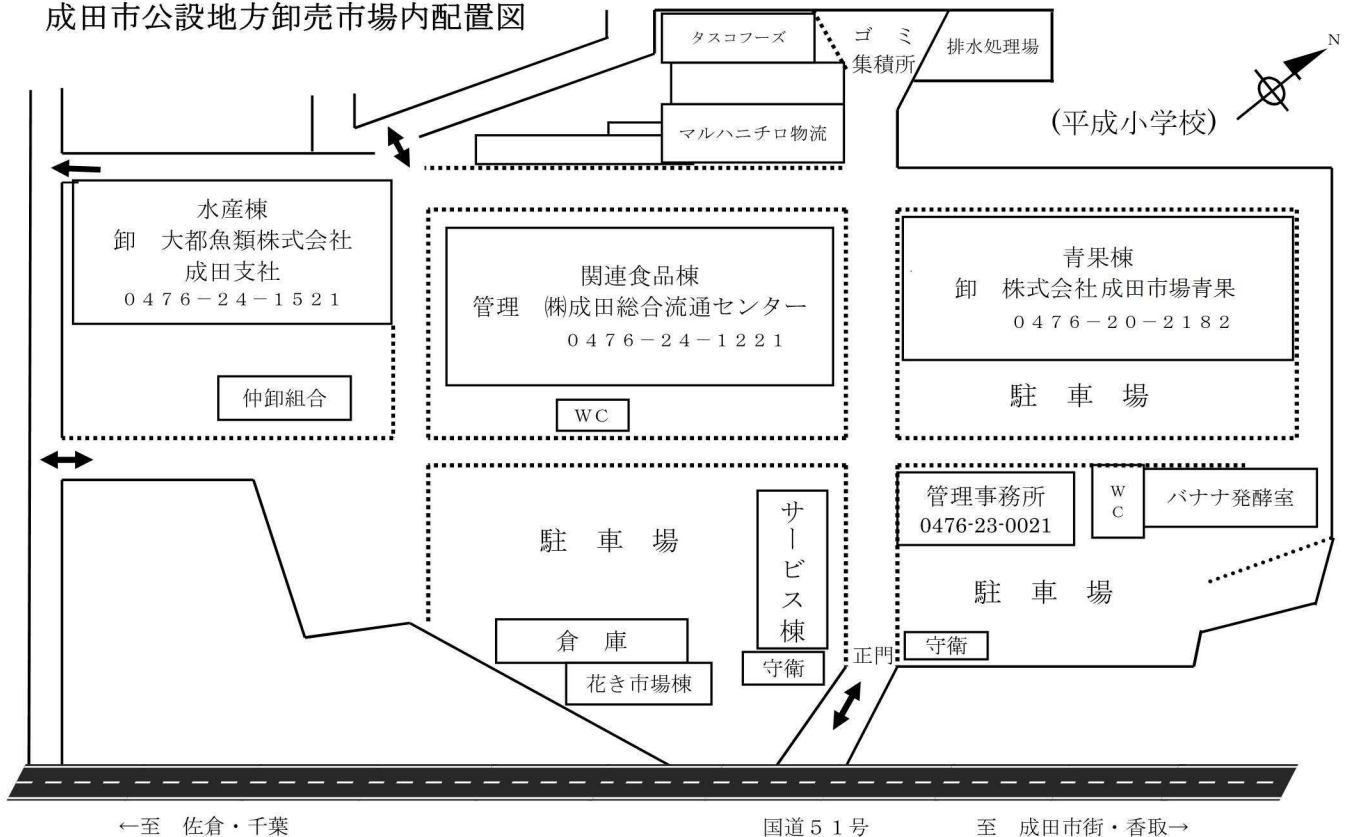 成田市公設地方卸売市場内配置図
タスコフーズ
ゴ ミ
集積所
排水処理場
N
(平成小学校)
マルハニチロ物流
水産棟
卸 大都魚類株式会社
成田支社
0476-24-1521
関連食品棟
管理 ㈱成田総合流通センター
0476-24-1221
青果棟
卸 株式会社成田市場青果
0476-20-2182
仲卸組合
WC
駐 車 場
管理事務所
0476-23-0021
WC
バナナ発酵室
駐 車 場
サービス棟
駐 車 場
倉 庫
花き市場棟
守衛
正門
守衛
←至 佐倉・千葉
国道51号
至 成田市街・香取→